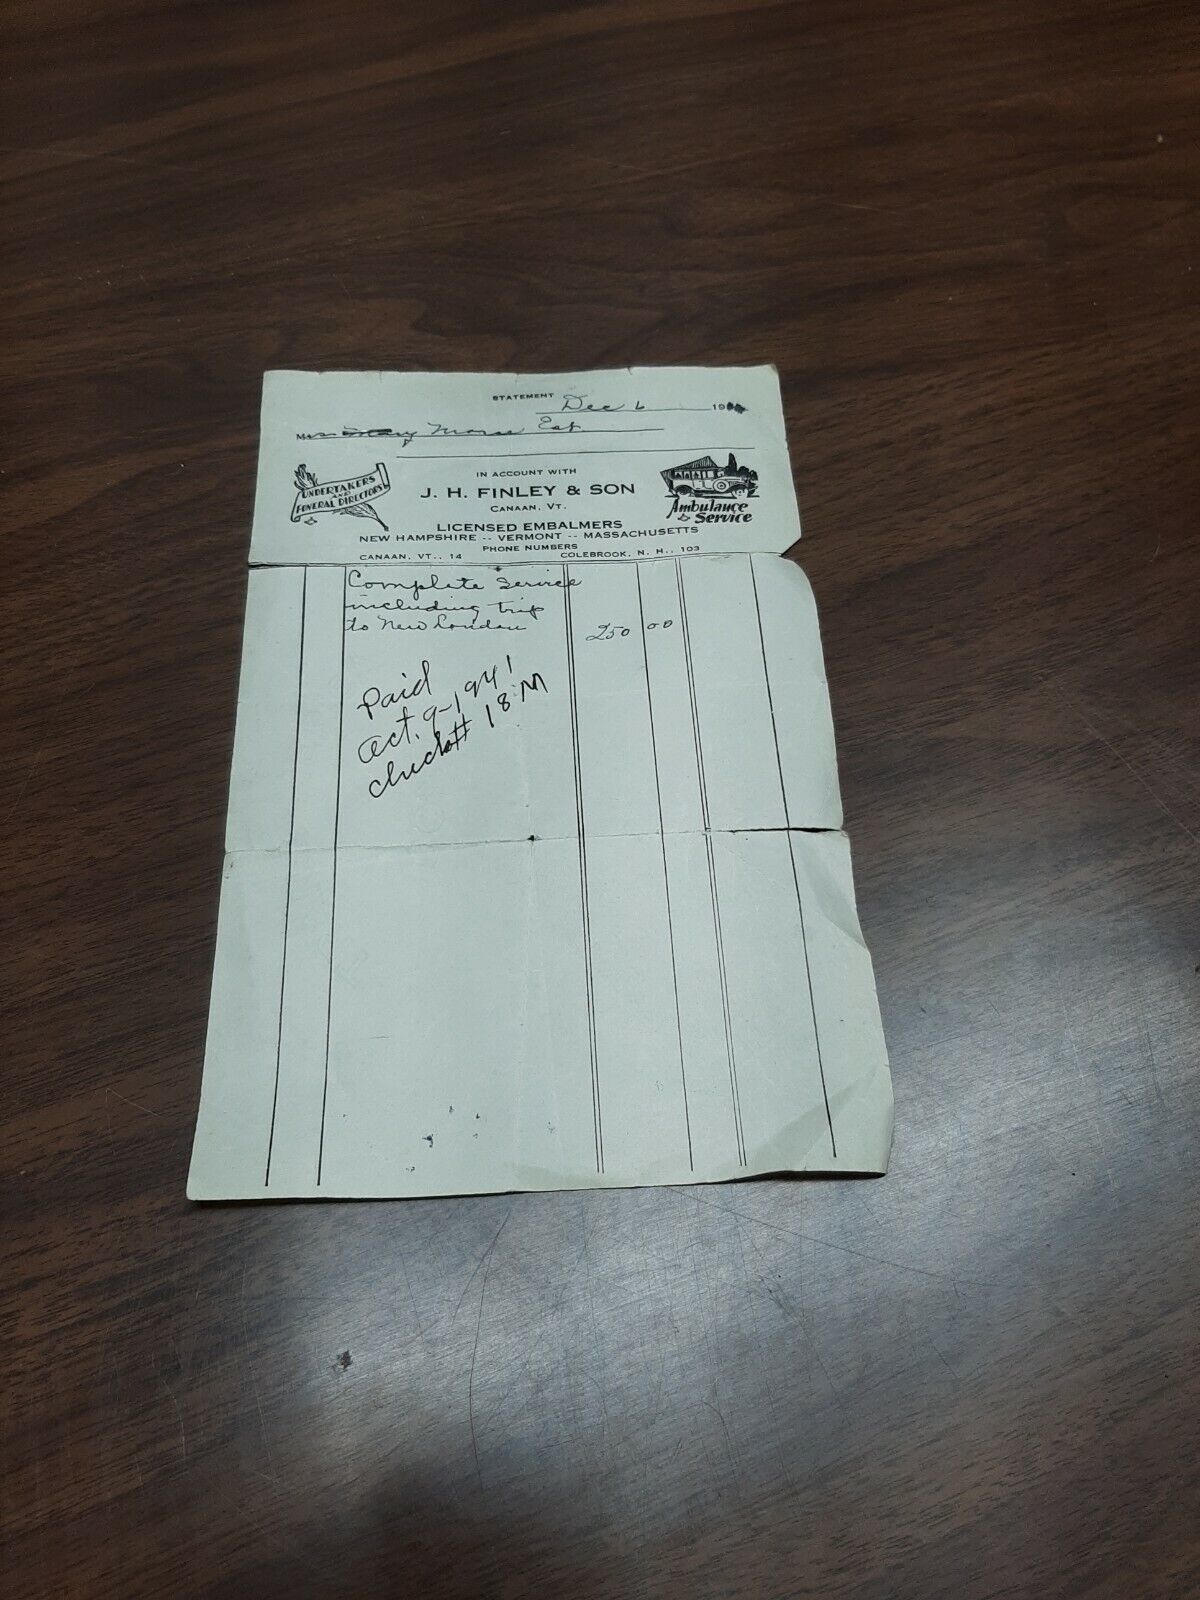 STATEMENT Dec 6 19
Morse Est.
UNDERTAKERS
AND
FUNERAL DIRECTORS
IN ACCOUNT WITH
J. H. FINLEY & SON
CANAAN, VT.
Ambulance
Service
LICENSED EMBALMERS
NEW HAMPSHIRE -- VERMONT -- MASSACHUSETTS
PHONE NUMBERS
CANAAN, VT., 14 COLEBROOK, N. H., 103
Complete Service
including trip
to New London 250 00
Paid
Oct. 9-1941
check# 18 M